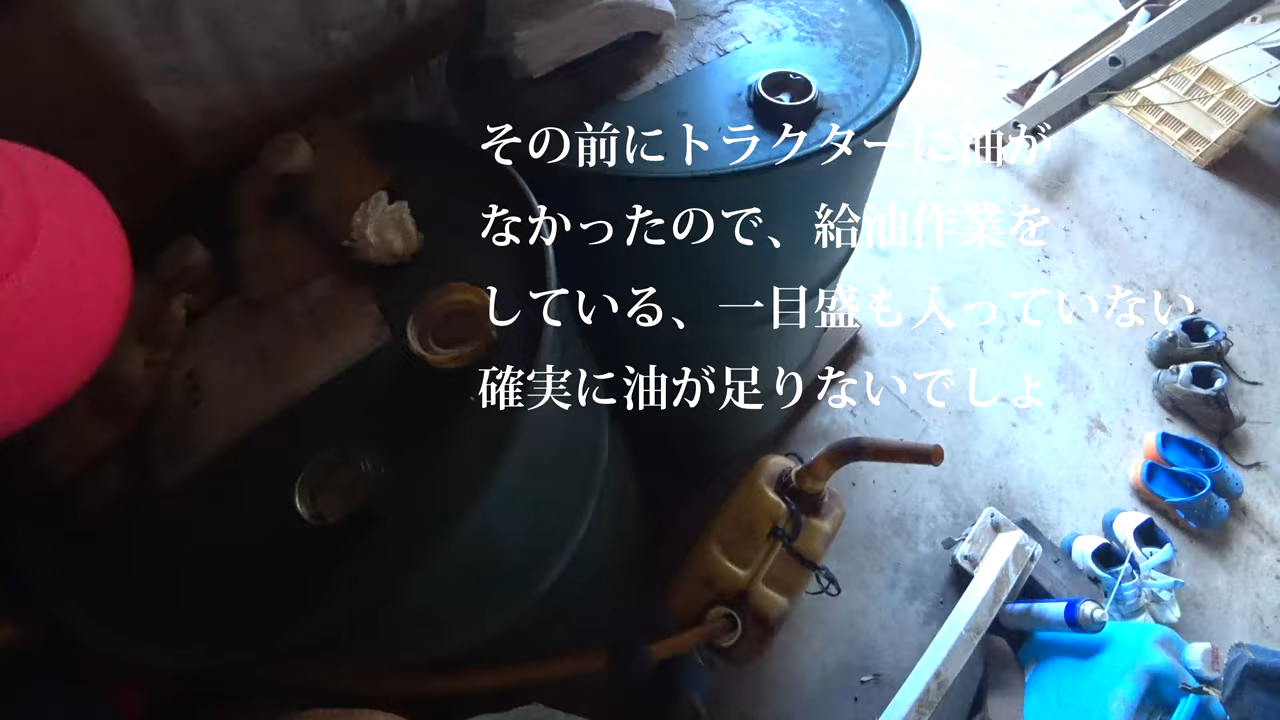 その前にトラクターに油が
なかったので、給油作業を
している、一目盛も入っていない
確実に油が足りないでしょ